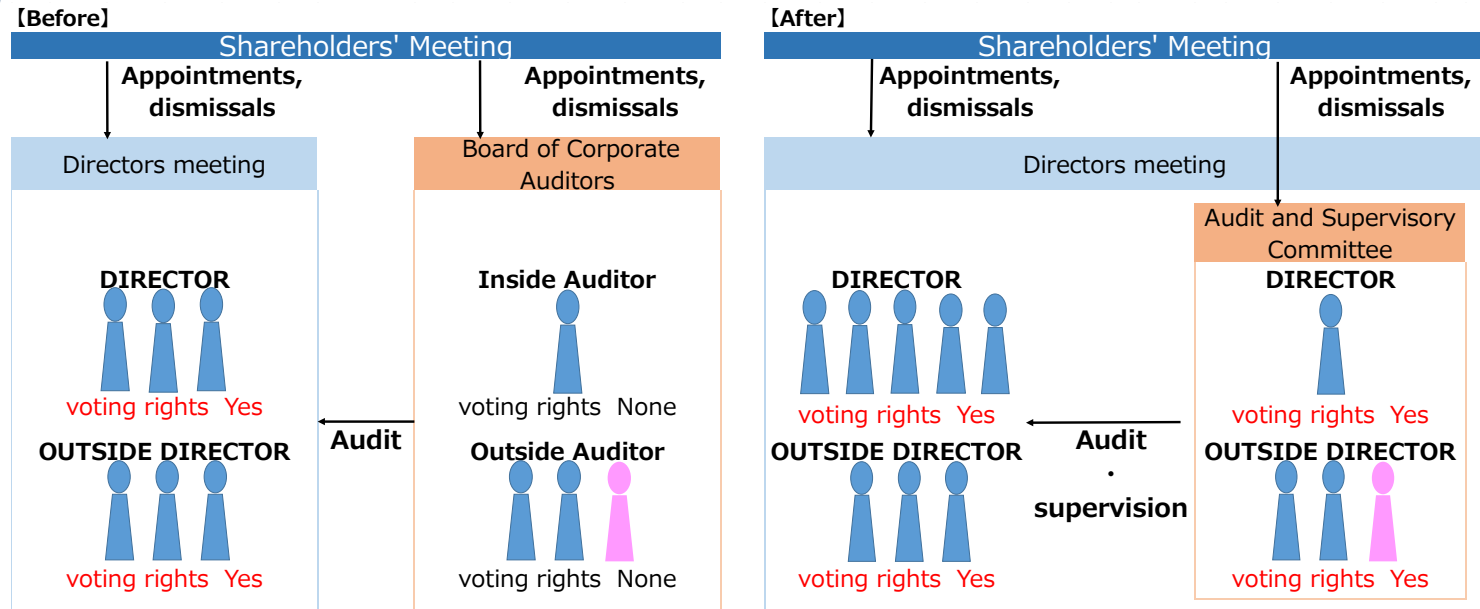 【Before】
Shareholders' Meeting
Appointments,
dismissals
Appointments,
dismissals
Directors meeting
Board of Corporate
Auditors
DIRECTOR
voting rights Yes
OUTSIDE DIRECTOR
voting rights Yes
Audit
Inside Auditor
voting rights None
Outside Auditor
voting rights None
【After】
Shareholders' Meeting
Appointments,
dismissals
Appointments,
dismissals
Directors meeting
Audit and Supervisory
Committee
DIRECTOR
voting rights Yes
OUTSIDE DIRECTOR
voting rights Yes
Audit
・
supervision
DIRECTOR
voting rights Yes
OUTSIDE DIRECTOR
voting rights Yes